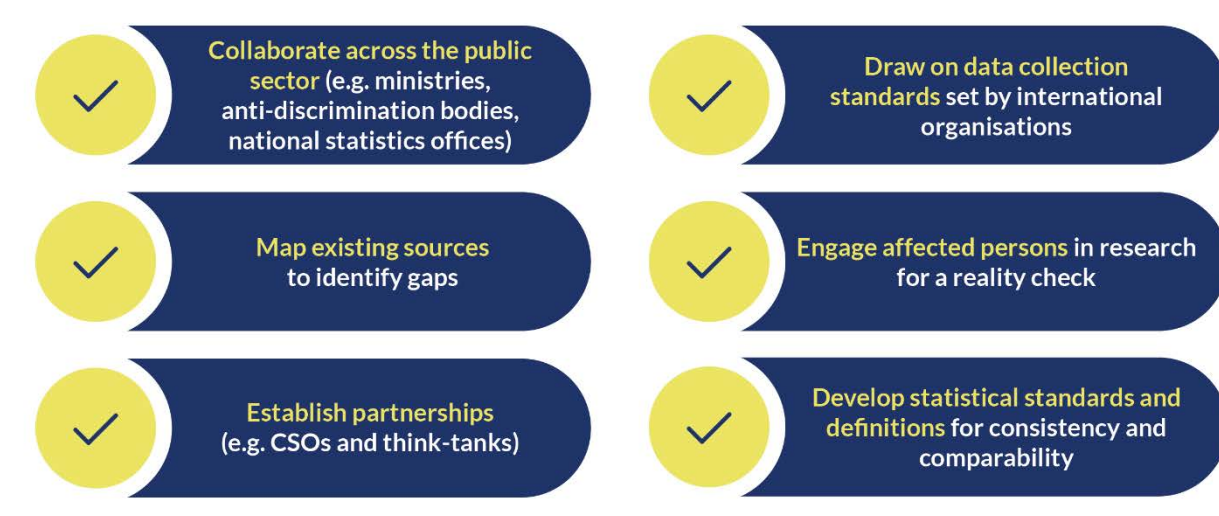 Collaborate across the public
sector (e.g. ministries,
anti-discrimination bodies,
national statistics offices)
Draw on data collection
standards set by international
organisations
Map existing sources
to identify gaps
Engage affected persons in research
for a reality check
Establish partnerships
(e.g. CSOs and think-tanks)
Develop statistical standards and
definitions for consistency and
comparability